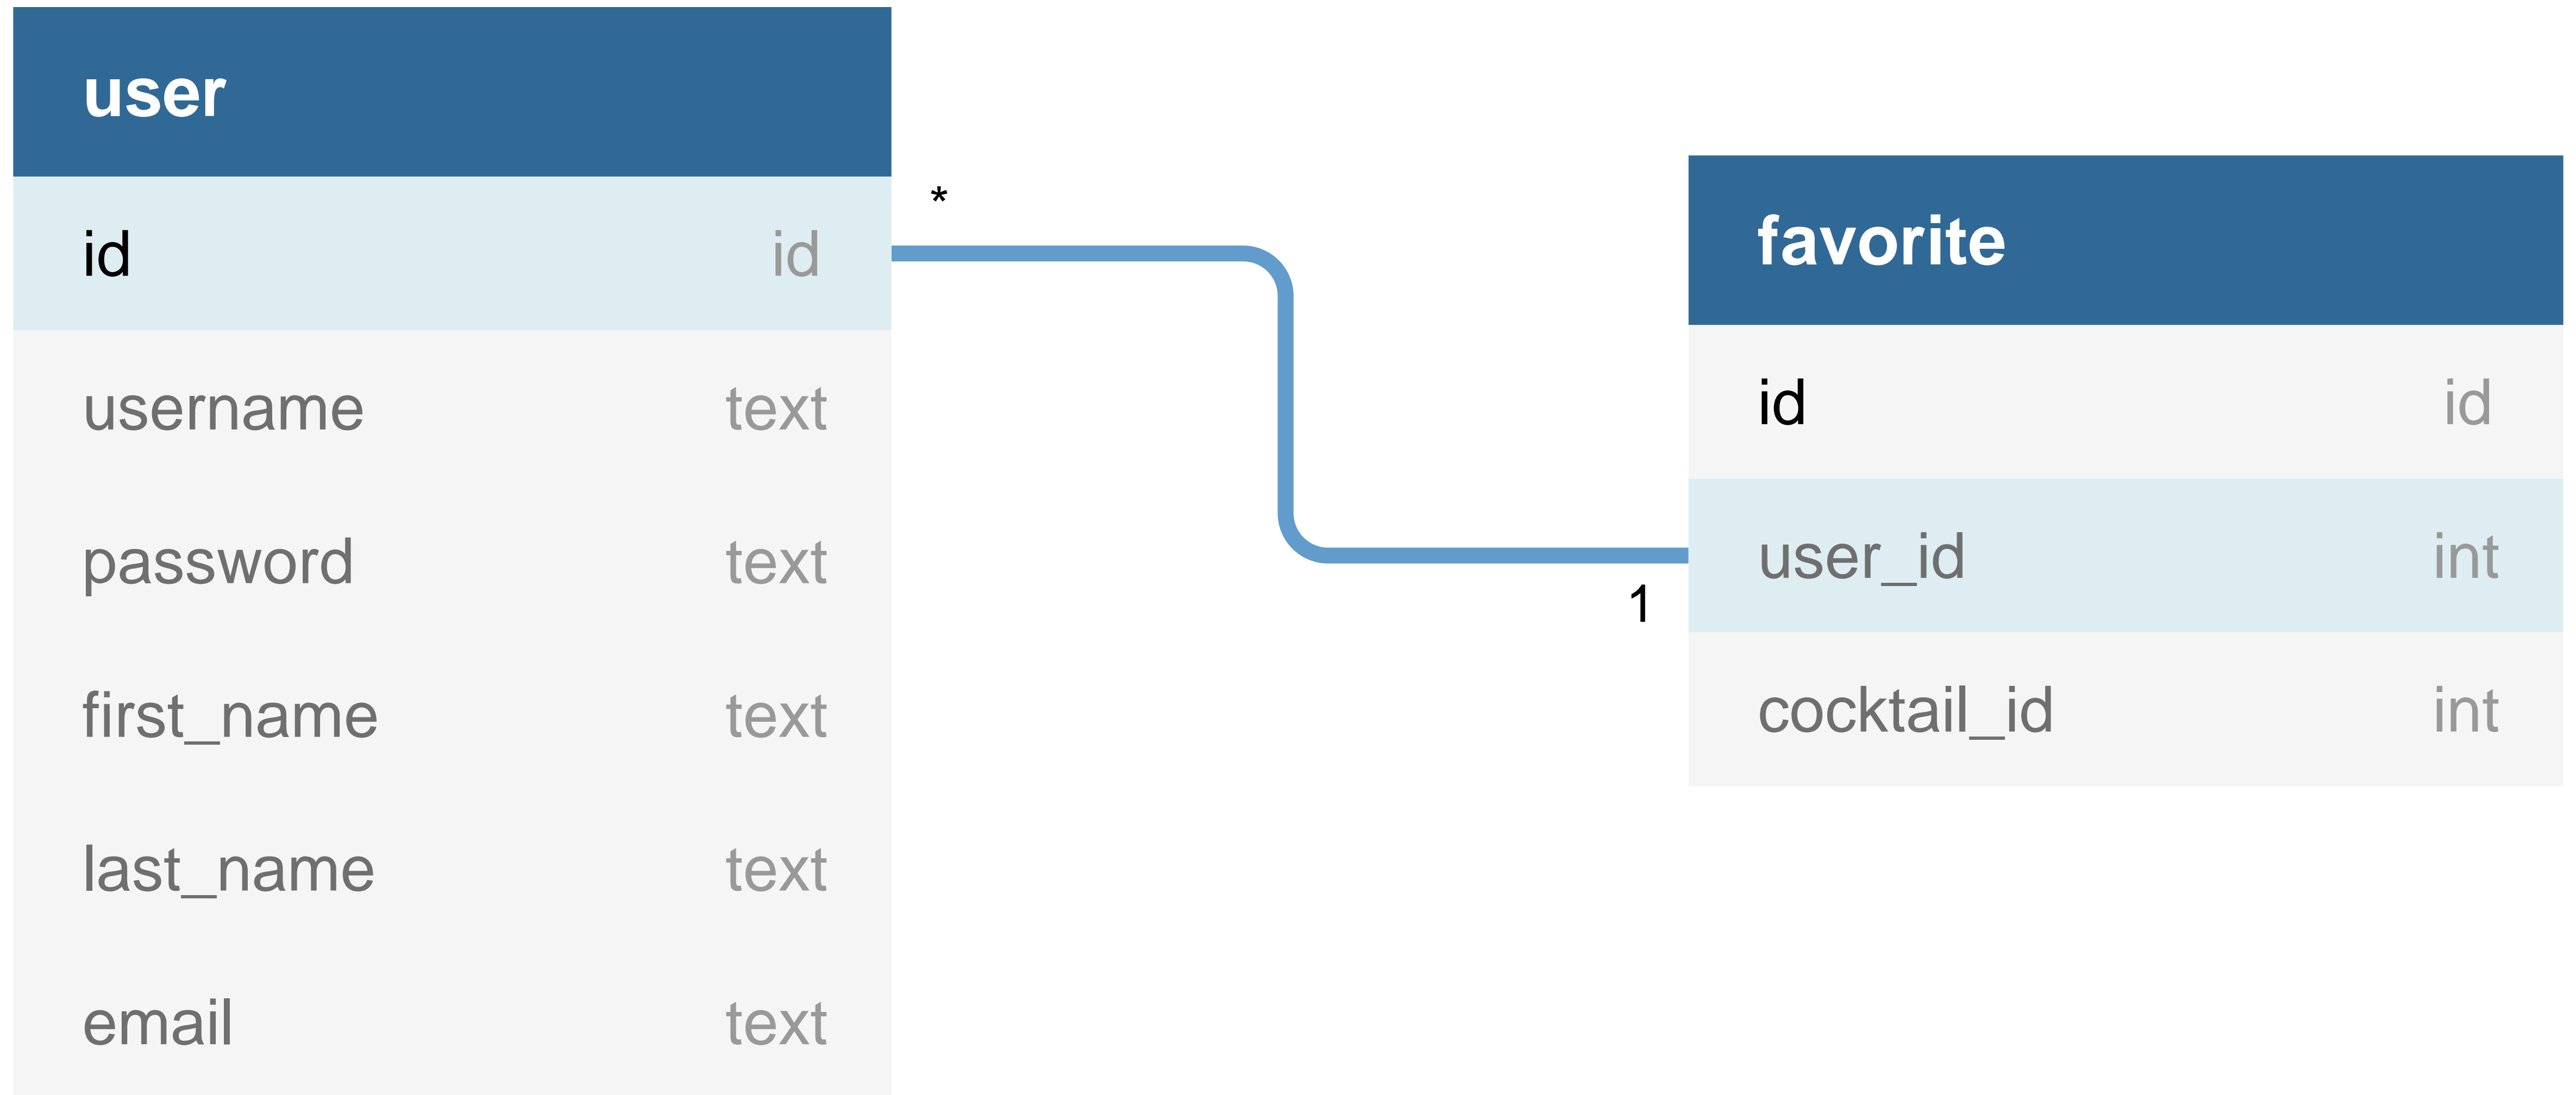 user
id id
username text
password text
first_name text
last_name text
email text
*
1
favorite
id id
user_id int
cocktail_id int